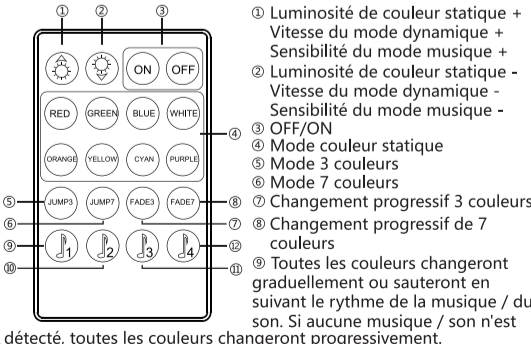 ① ② ③
ON OFF
RED GREEN BLUE WHITE
④
ORANGE YELLOW CYAN PURPLE
⑤ JUMP3 JUMP7 FADE3 FADE7 ⑧
⑥ ⑦
⑨ 1 2 3 4 ⑫
⑩ ⑪
① Luminosité de couleur statique +
Vitesse du mode dynamique +
Sensibilité du mode musique +
② Luminosité de couleur statique -
Vitesse du mode dynamique -
Sensibilité du mode musique -
③ OFF/ON
④ Mode couleur statique
⑤ Mode 3 couleurs
⑥ Mode 7 couleurs
⑦ Changement progressif 3 couleurs
⑧ Changement progressif de 7
couleurs
⑨ Toutes les couleurs changeront
graduellement ou sauteront en
suivant le rythme de la musique / du
son. Si aucune musique / son n'est
détecté, toutes les couleurs changeront progressivement.